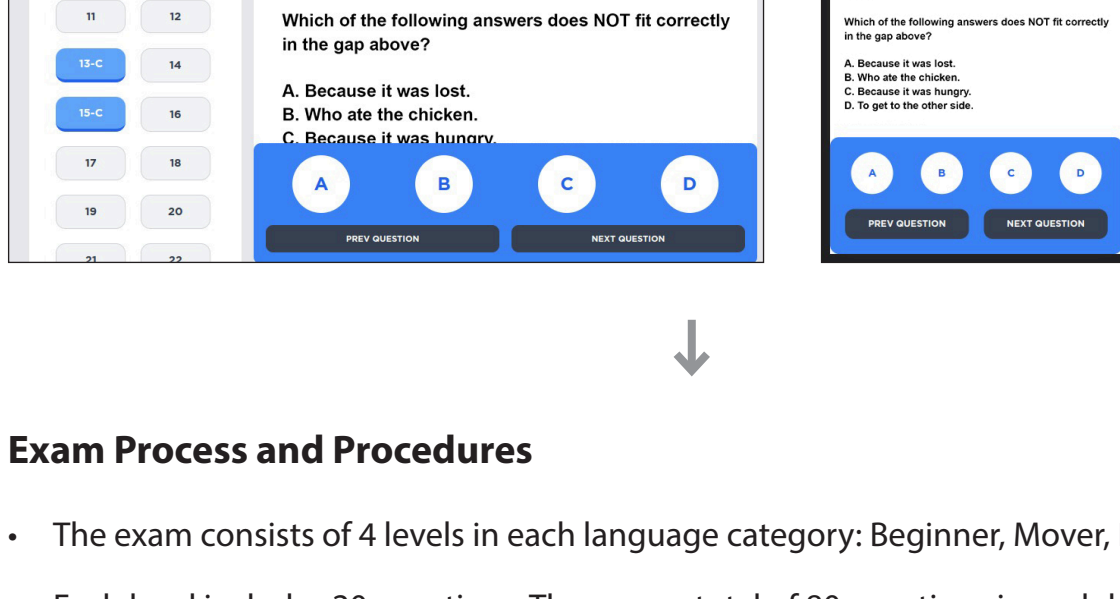 11 12
13-C 14
15-C 16
17 18
19 20
21 22
Which of the following answers does NOT fit correctly
in the gap above?
A. Because it was lost.
B. Who ate the chicken.
C. Because it was hungry.
A B C D
PREV QUESTION NEXT QUESTION
Which of the following answers does NOT fit correctly
in the gap above?
A. Because it was lost.
B. Who ate the chicken.
C. Because it was hungry.
D. To get to the other side.
A B C D
PREV QUESTION NEXT QUESTION
Exam Process and Procedures
• The exam consists of 4 levels in each language category: Beginner, Mover,